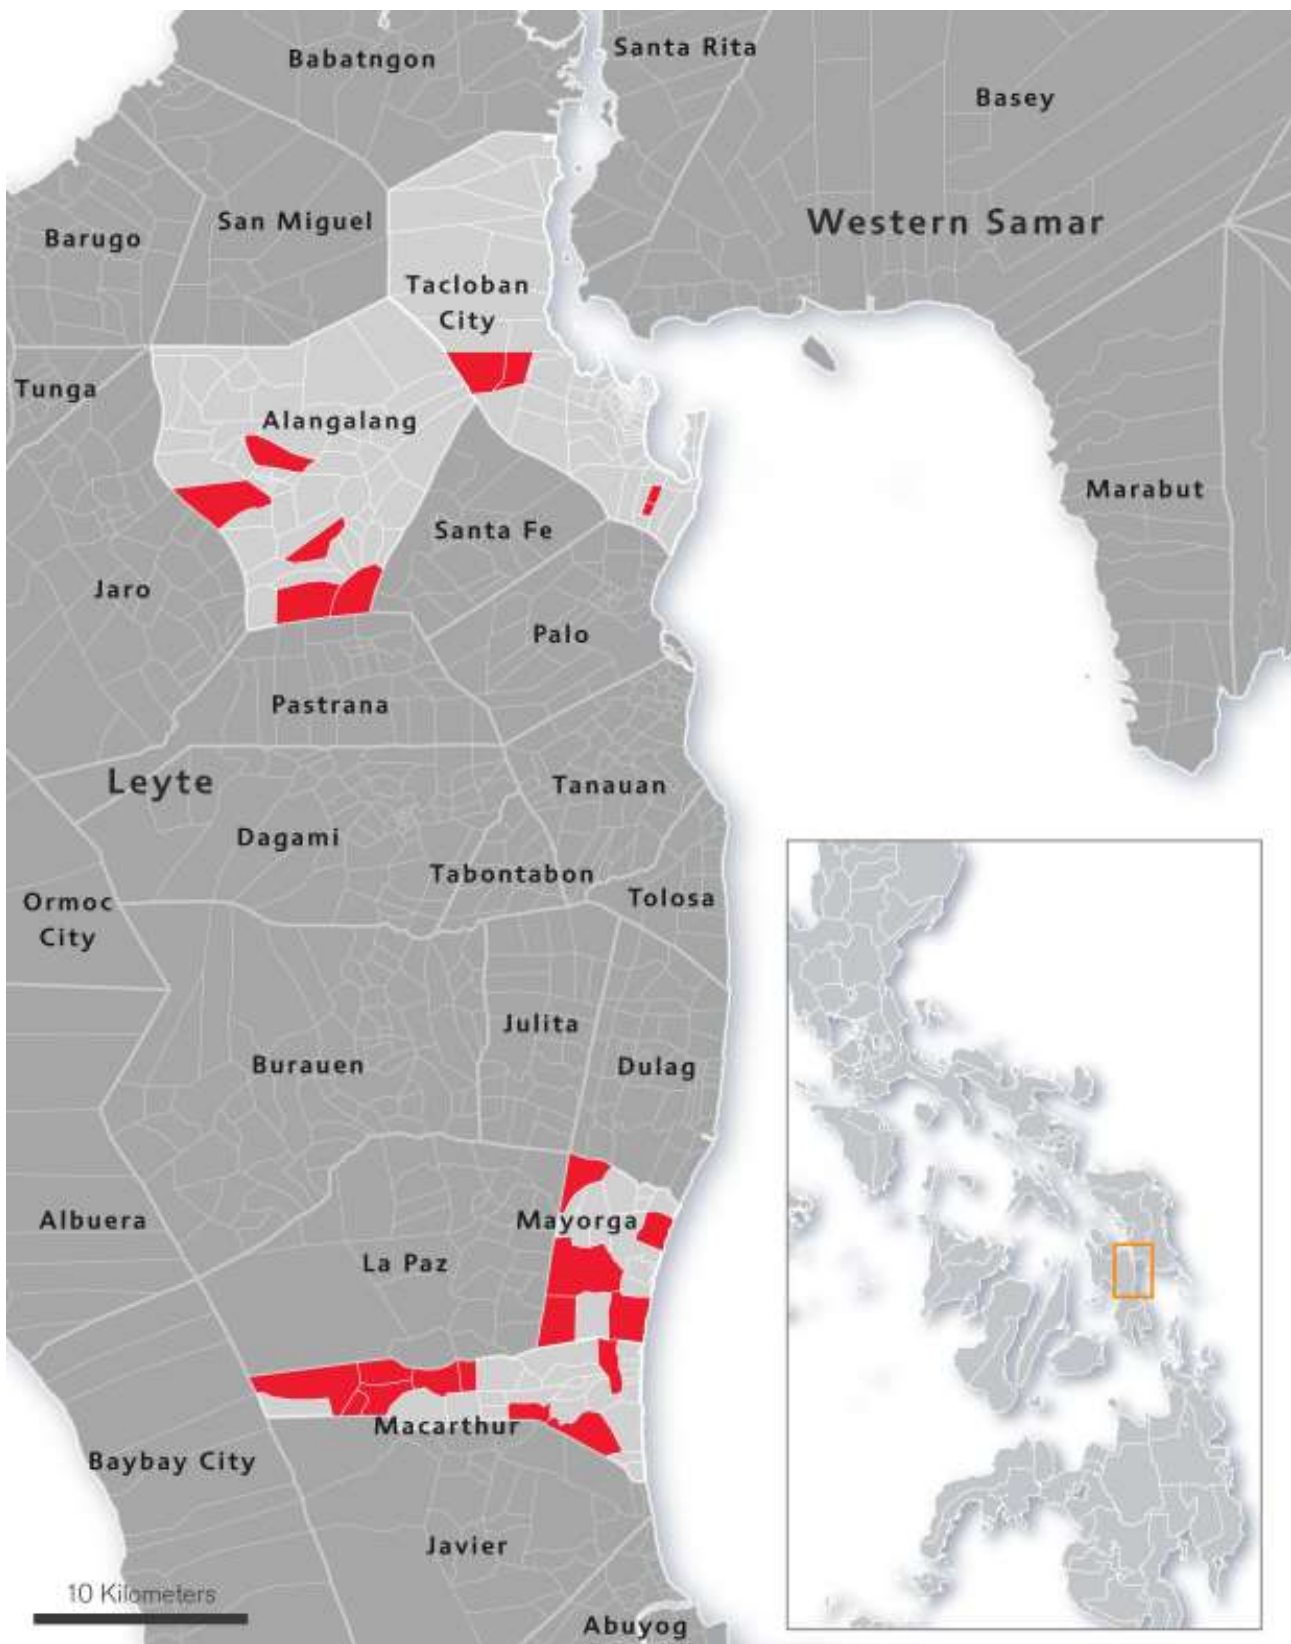 Babatngon
Santa Rita
Basey
Barugo
San Miguel
Western Samar
Tacloban
City
Tunga
Alangalang
Marabut
Santa Fe
Jaro
Palo
Pastrana
Leyte
Tanauan
Dagami
Tabontabon
Tolosa
Ormoc
City
Julita
Burauen
Dulag
Albuera
Mayorga
La Paz
Macarthur
Baybay City
Javier
10 Kilometers
Abuyog